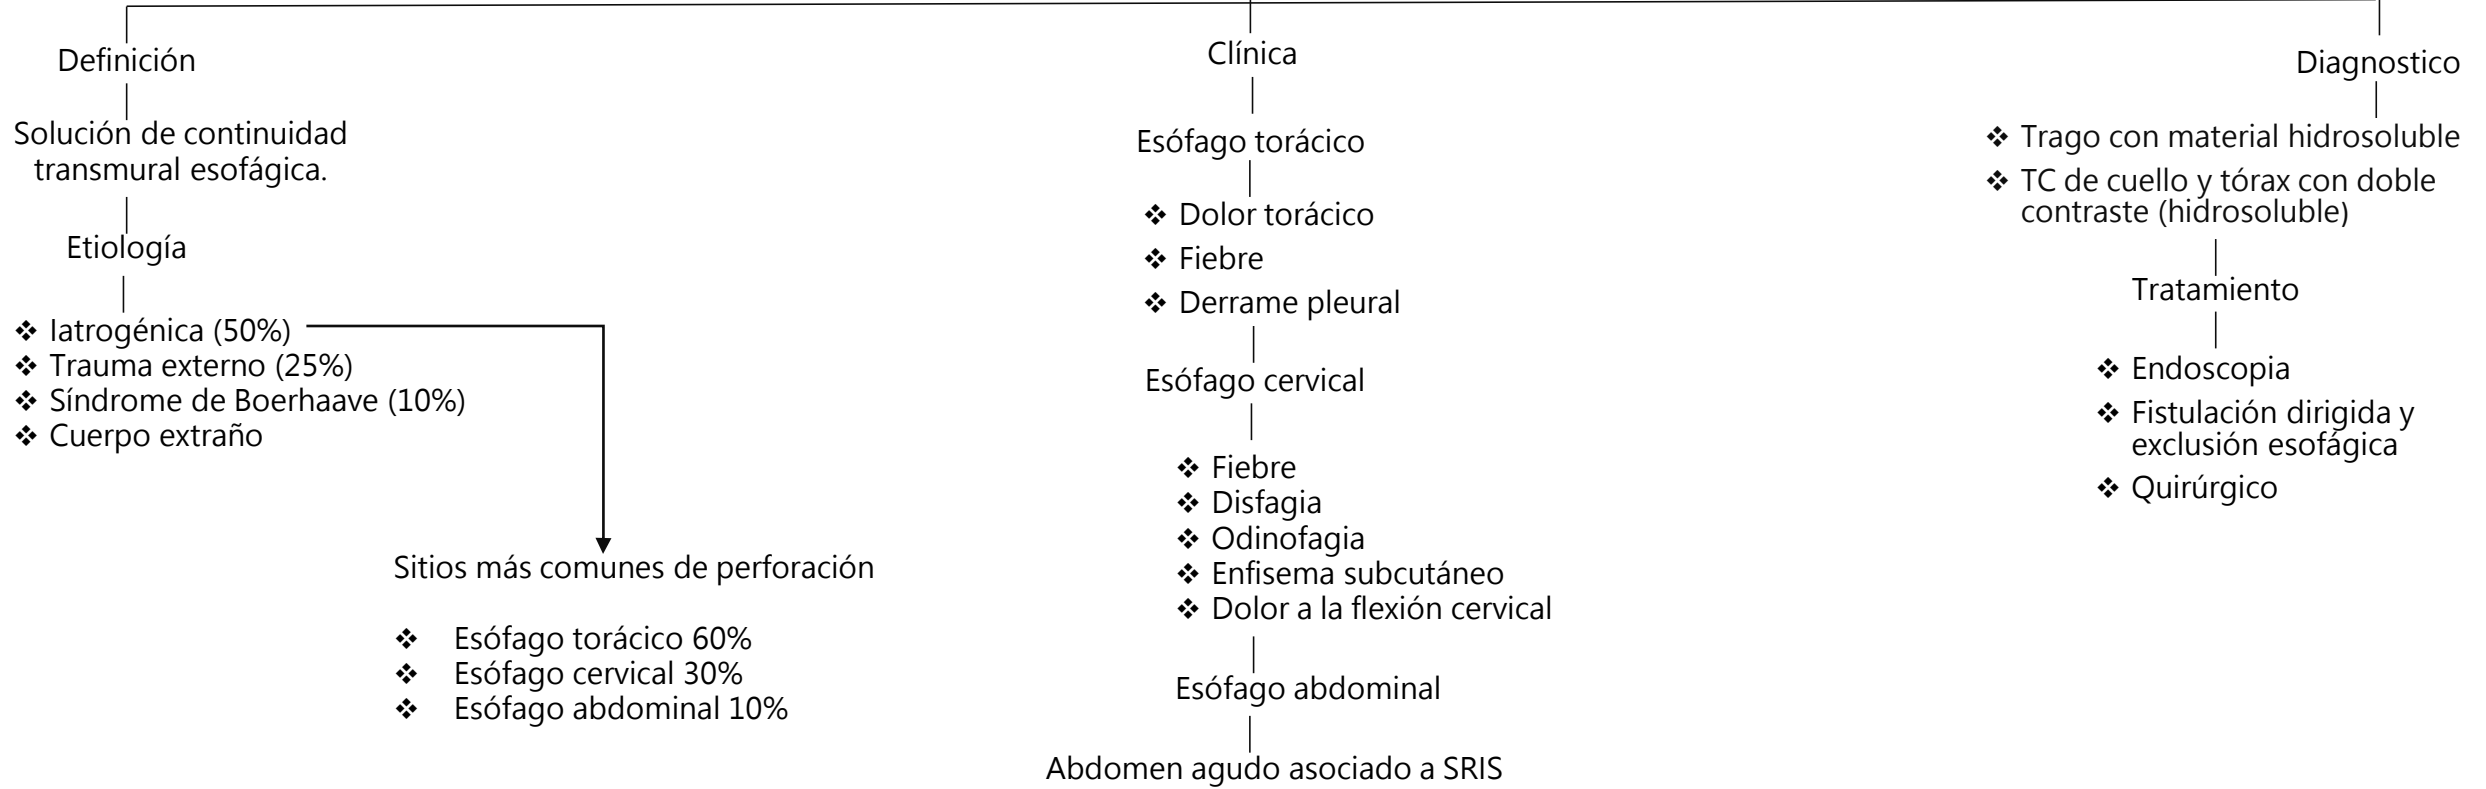 Definición
Solución de continuidad
transmural esofágica.
Etiología
❖ Iatrogénica (50%)
❖ Trauma externo (25%)
❖ Síndrome de Boerhaave (10%)
❖ Cuerpo extraño
Sitios más comunes de perforación
❖ Esófago torácico 60%
❖ Esófago cervical 30%
❖ Esófago abdominal 10%
Clínica
Esófago torácico
❖ Dolor torácico
❖ Fiebre
❖ Derrame pleural
Esófago cervical
❖ Fiebre
❖ Disfagia
❖ Odinofagia
❖ Enfisema subcutáneo
❖ Dolor a la flexión cervical
Esófago abdominal
Abdomen agudo asociado a SRIS
Diagnostico
❖ Trago con material hidrosoluble
❖ TC de cuello y tórax con doble
contraste (hidrosoluble)
Tratamiento
❖ Endoscopia
❖ Fistulación dirigida y
exclusión esofágica
❖ Quirúrgico